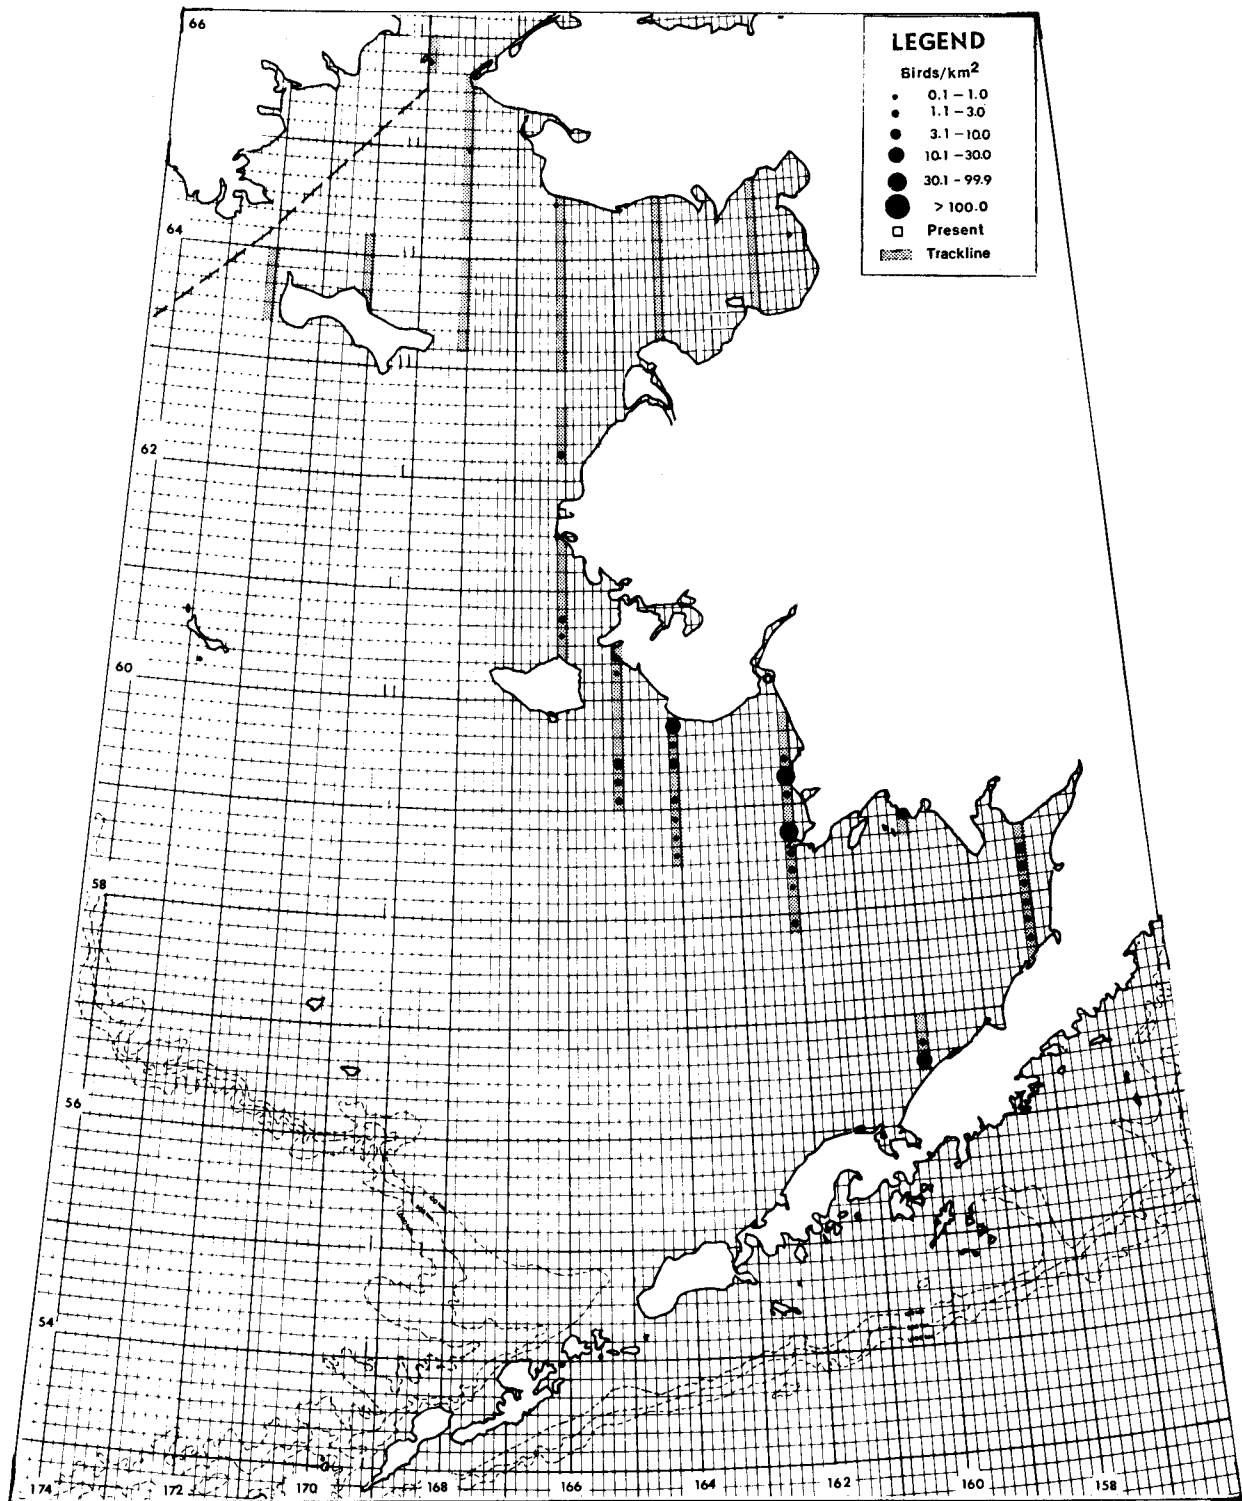 66
LEGEND
Birds/km²
0.1 – 1.0
1.1 – 3.0
3.1 – 10.0
10.1 – 30.0
30.1 – 99.9
> 100.0
Present
Trackline
64
62
60
58
56
54
174 172 170 168 166 164 162 160 158